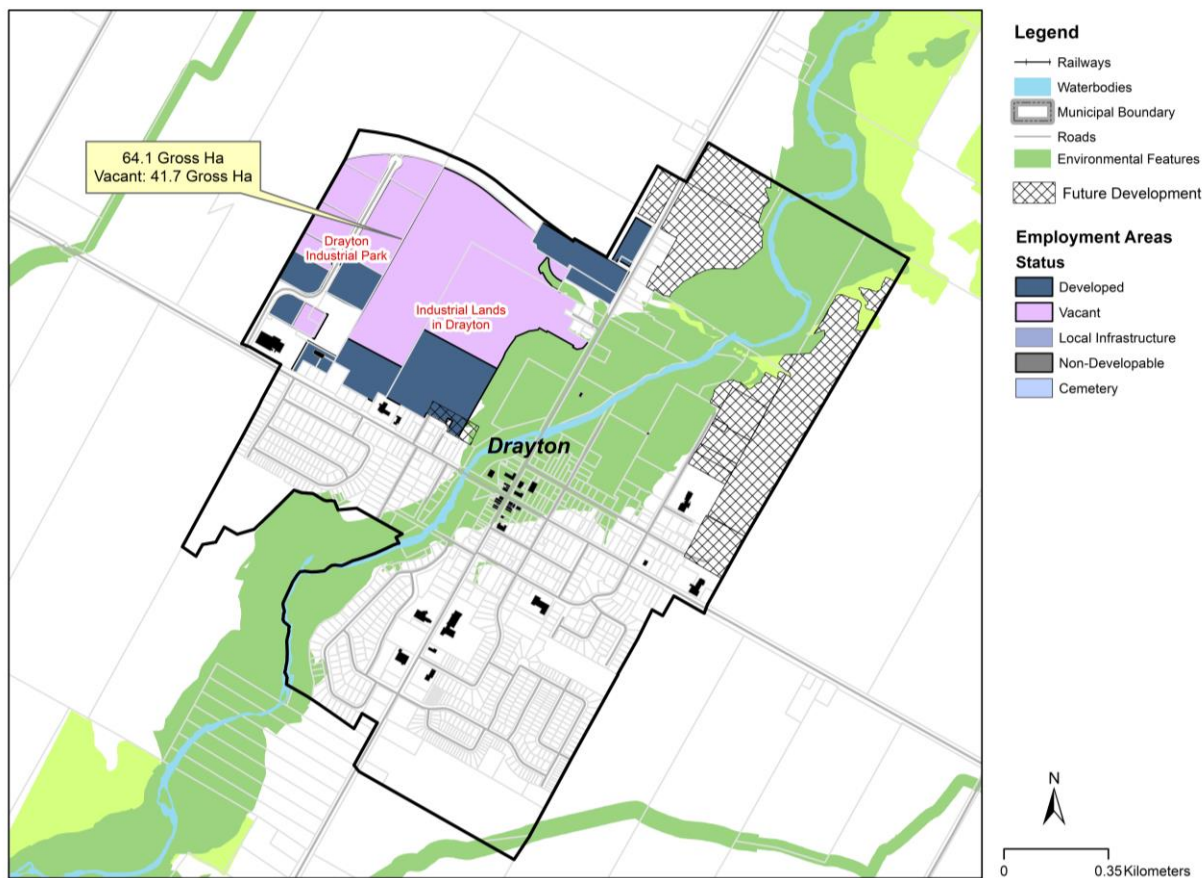 64.1 Gross Ha
Vacant: 41.7 Gross Ha
Drayton
Industrial Park
Industrial Lands
in Drayton
Drayton
Legend
Railways
Waterbodies
Municipal Boundary
Roads
Environmental Features
Future Development
Employment Areas
Status
Developed
Vacant
Local Infrastructure
Non-Developable
Cemetery
N
0 0.35 Kilometers